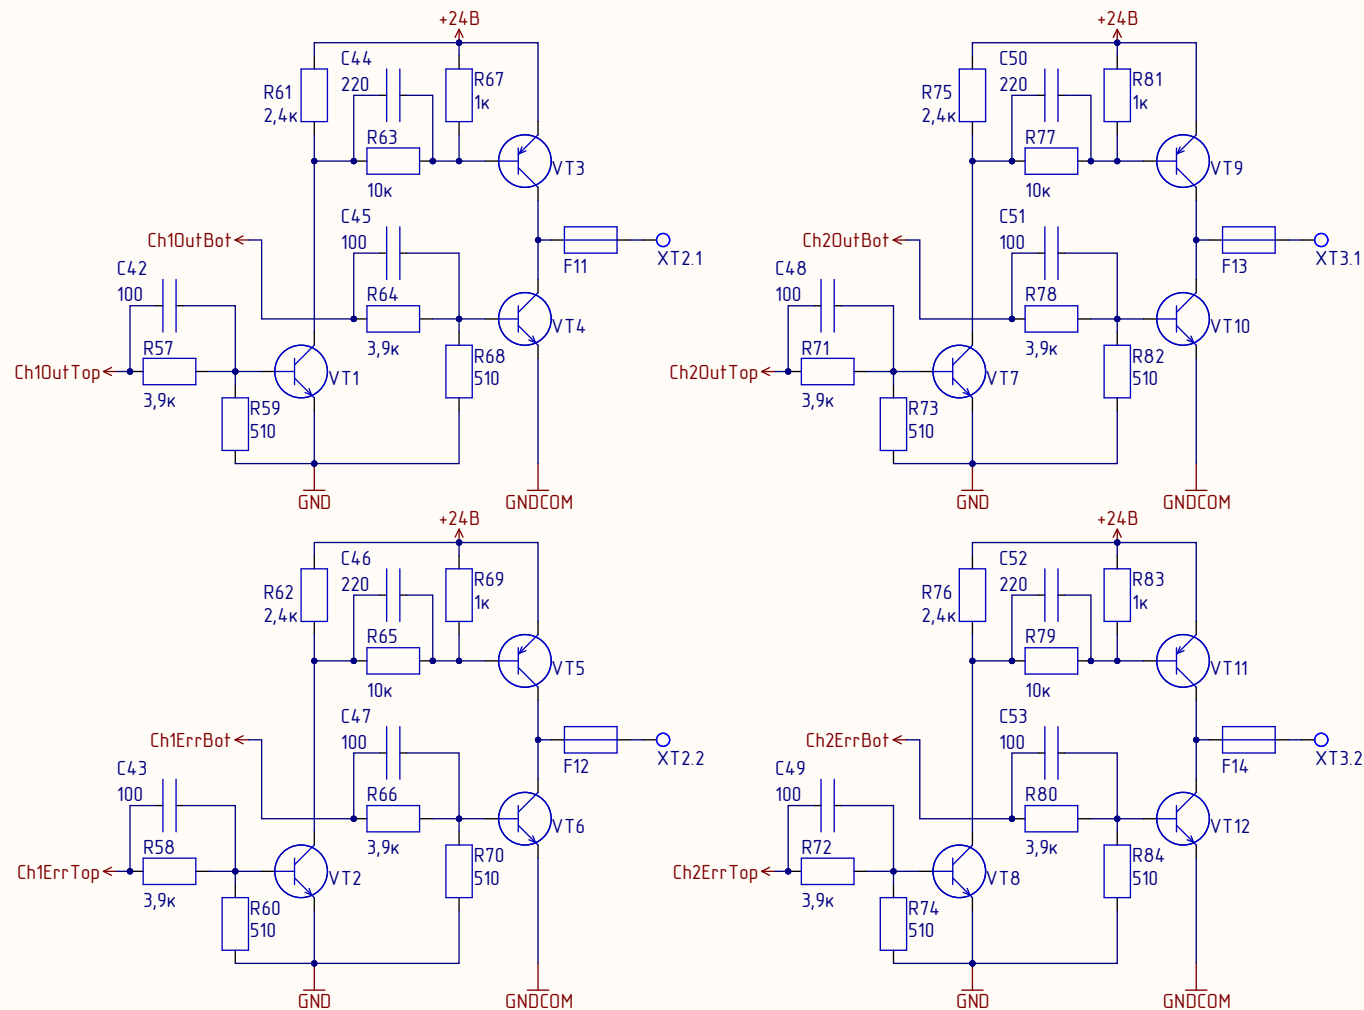 +24В
C44
220
R61
2,4к
R67
1к
R63
10к
VT3
Ch1OutBot
C45
100
F11
XT2.1
C42
100
R64
3,9к
VT4
R57
3,9к
Ch1OutTop
VT1
R68
510
R59
510
GND
GNDCOM
+24В
C50
220
R75
2,4к
R81
1к
R77
10к
VT9
Ch2OutBot
C51
100
F13
XT3.1
C48
100
R78
3,9к
VT10
R71
3,9к
Ch2OutTop
VT7
R82
510
R73
510
GND
GNDCOM
+24В
C46
220
R62
2,4к
R69
1к
R65
10к
VT5
Ch1ErrBot
C47
100
F12
XT2.2
C43
100
R66
3,9к
VT6
R58
3,9к
Ch1ErrTop
VT2
R70
510
R60
510
GND
GNDCOM
+24В
C52
220
R76
2,4к
R83
1к
R79
10к
VT11
Ch2ErrBot
C53
100
F14
XT3.2
C49
100
R80
3,9к
VT12
R72
3,9к
Ch2ErrTop
VT8
R84
510
R74
510
GND
GNDCOM